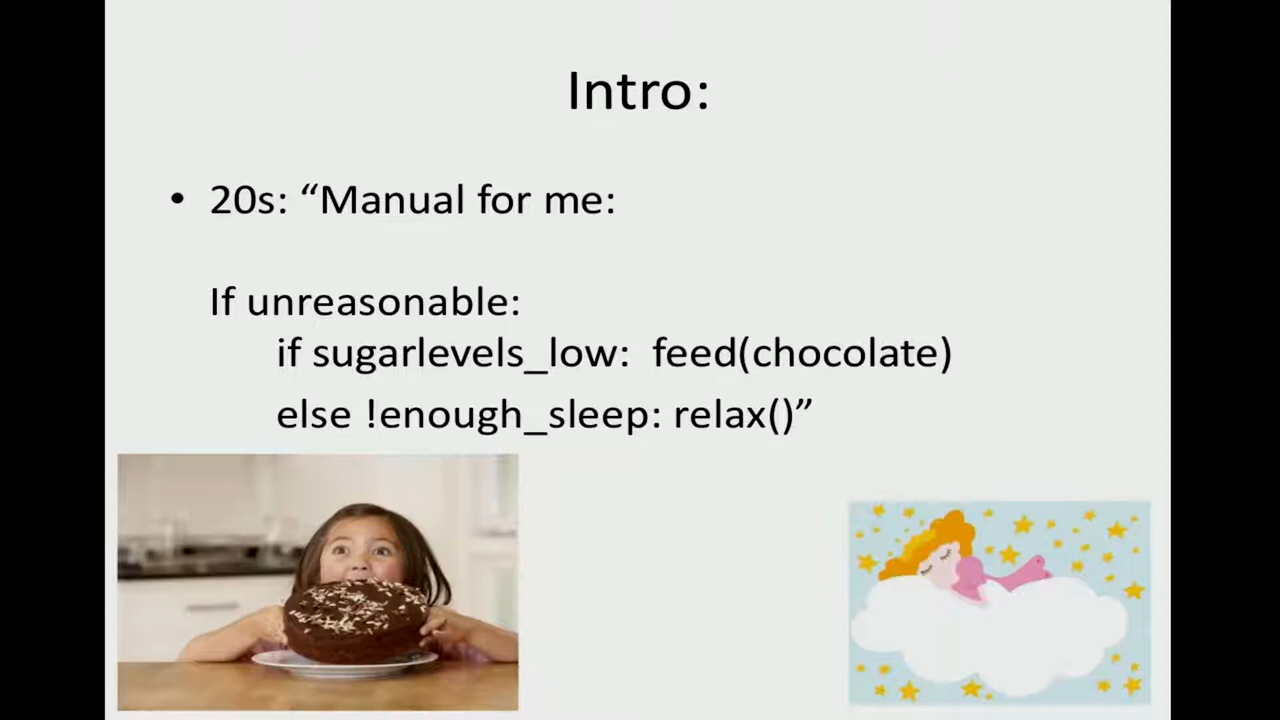 Intro:
• 20s: “Manual for me:
If unreasonable:
if sugarlevels_low: feed(chocolate)
else !enough_sleep: relax()”